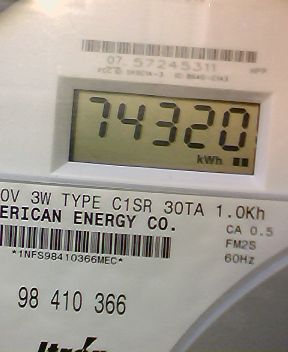 07 57245311
74320
kWh
0V 3W TYPE C1SR 30TA 1.0Kh
ERICAN ENERGY CO.
CA 0.5
FM2S
*1NFS98410366MEC*
60Hz
98 410 366
Itrón